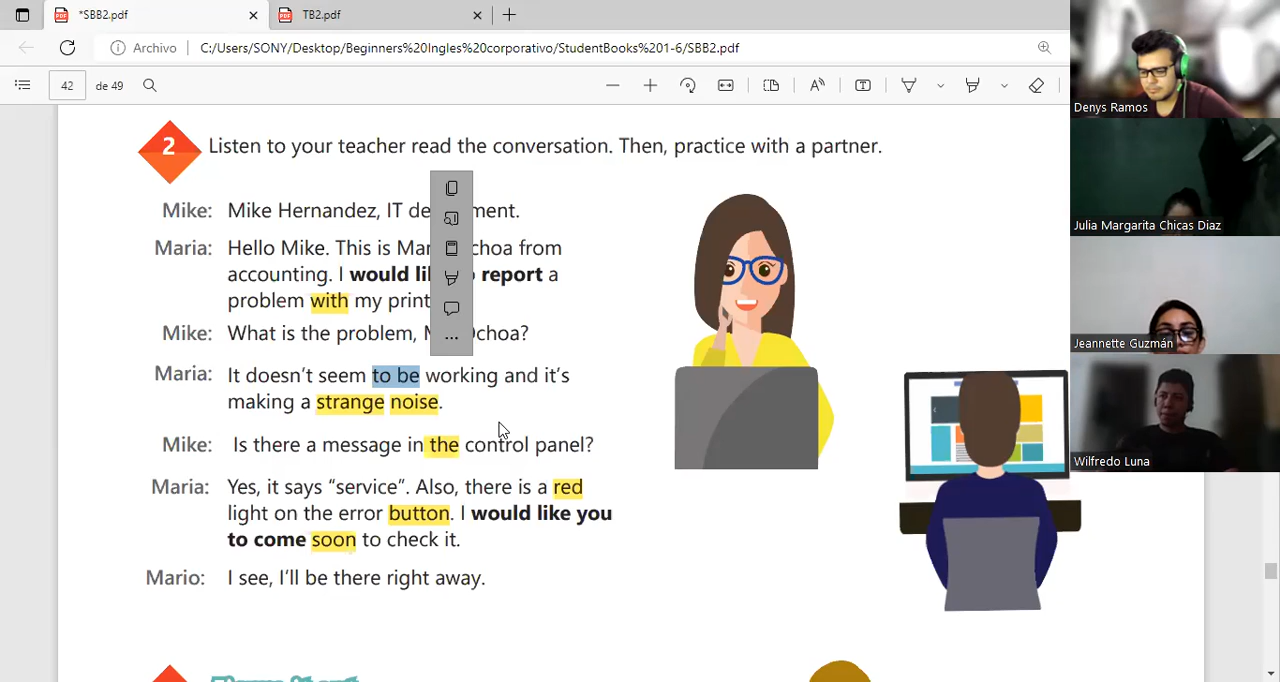 *SBB2.pdf
TB2.pdf
Archivo
C:/Users/SONY/Desktop/Beginners%20Ingles%20corporativo/StudentBooks%201-6/SBB2.pdf
42 de 49
2 Listen to your teacher read the conversation. Then, practice with a partner.
Mike: Mike Hernandez, IT de ment.
Maria: Hello Mike. This is Mar choa from
accounting. I would li o report a
problem with my print
Mike: What is the problem, M Ochoa?
Maria: It doesn't seem to be working and it's
making a strange noise.
Mike: Is there a message in the control panel?
Maria: Yes, it says "service". Also, there is a red
light on the error button. I would like you
to come soon to check it.
Mario: I see, I'll be there right away.
Denys Ramos
Julia Margarita Chicas Diaz
Jeannette Guzmán
Wilfredo Luna